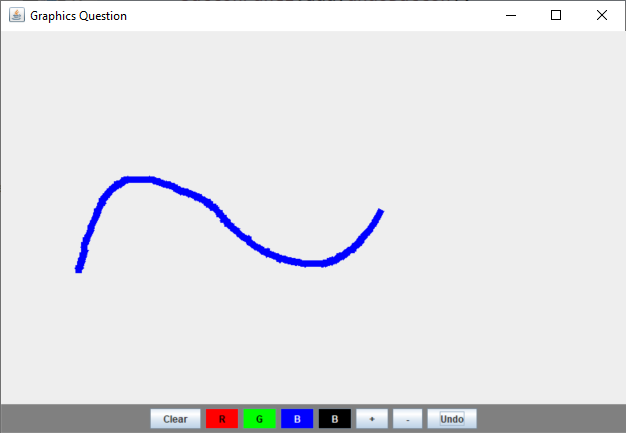 Graphics Question
Clear R G B B + - Undo